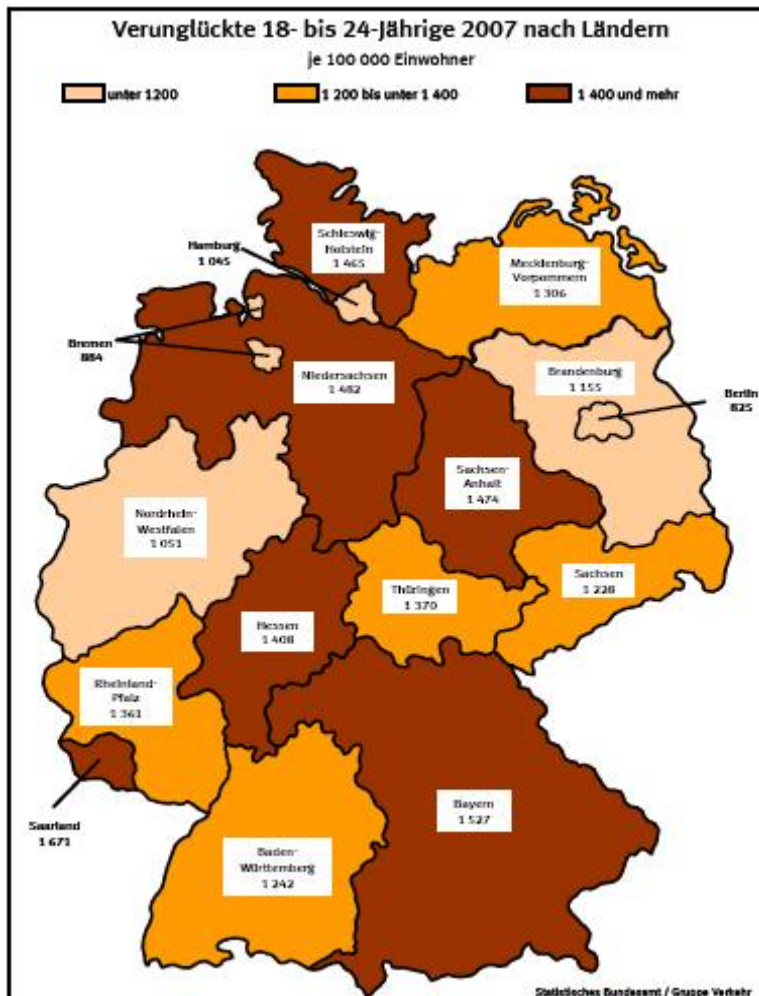 Verunglückte 18- bis 24-Jährige 2007 nach Ländern
je 100 000 Einwohner
unter 1200
1 200 bis unter 1 400
1 400 und mehr
Schleswig-
Holstein
1 465
Hamburg
1 045
Mecklenburg-
Vorpommern
1 306
Bremen
884
Niedersachsen
1 482
Brandenburg
1 155
Berlin
825
Sachsen-
Anhalt
1 474
Nordrhein-
Westfalen
1 051
Thüringen
1 370
Sachsen
1 228
Hessen
1 408
Rheinland-
Pfalz
1 361
Saarland
1 671
Bayern
1 527
Baden-
Württemberg
1 242
Statistisches Bundesamt / Gruppe Verkehr